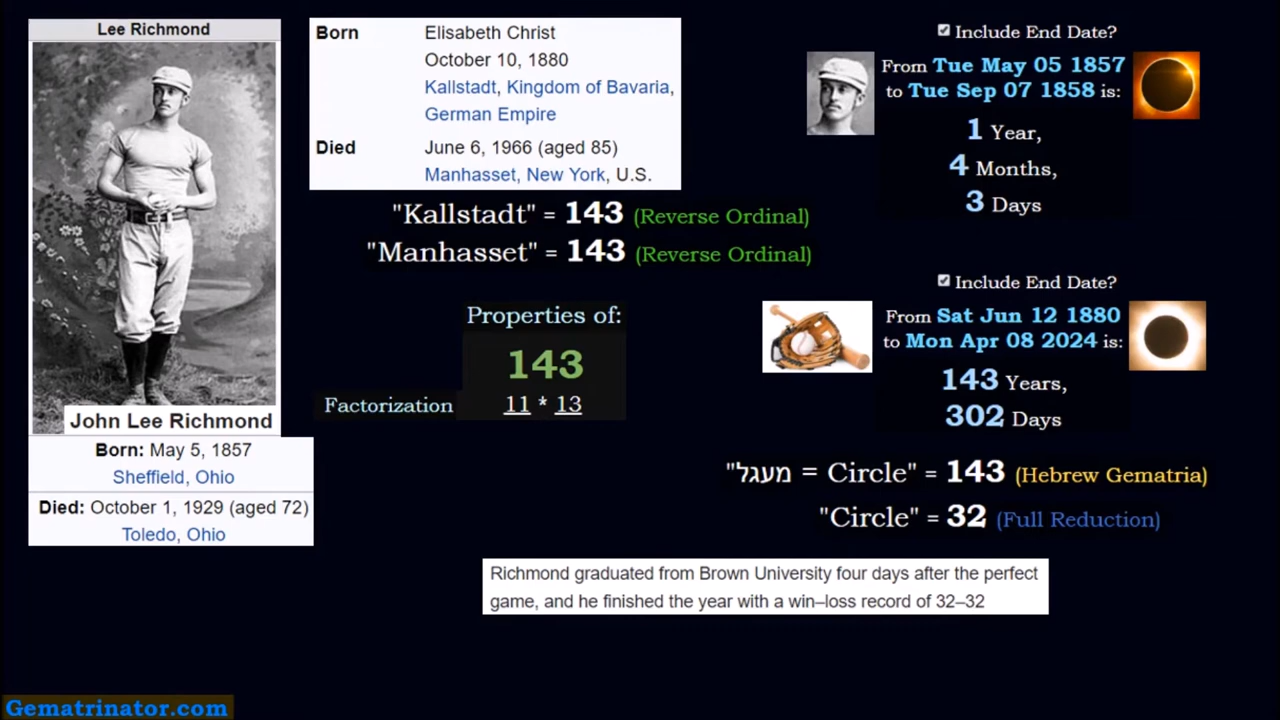 Lee Richmond
John Lee Richmond
Born: May 5, 1857
Sheffield, Ohio
Died: October 1, 1929 (aged 72)
Toledo, Ohio
Born Elisabeth Christ
October 10, 1880
Kallstadt, Kingdom of Bavaria,
German Empire
Died June 6, 1966 (aged 85)
Manhasset, New York, U.S.
"Kallstadt" = 143 (Reverse Ordinal)
"Manhasset" = 143 (Reverse Ordinal)
Properties of:
143
Factorization 11 * 13
Include End Date?
From Tue May 05 1857
to Tue Sep 07 1858 is:
1 Year,
4 Months,
3 Days
Include End Date?
From Sat Jun 12 1880
to Mon Apr 08 2024 is:
143 Years,
302 Days
"מעגל = Circle" = 143 (Hebrew Gematria)
"Circle" = 32 (Full Reduction)
Richmond graduated from Brown University four days after the perfect
game, and he finished the year with a win–loss record of 32–32
Gematrinator.com